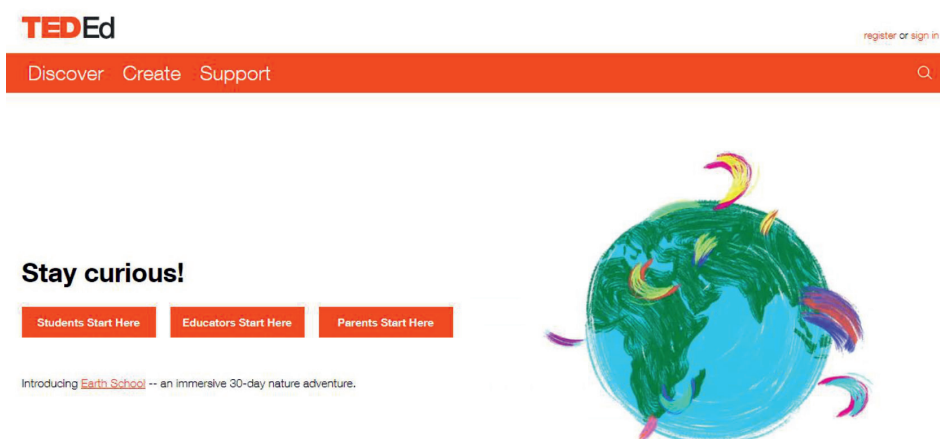 TEDEd
register or sign in
Discover Create Support
Stay curious!
Students Start Here Educators Start Here Parents Start Here
Introducing Earth School -- an immersive 30-day nature adventure.